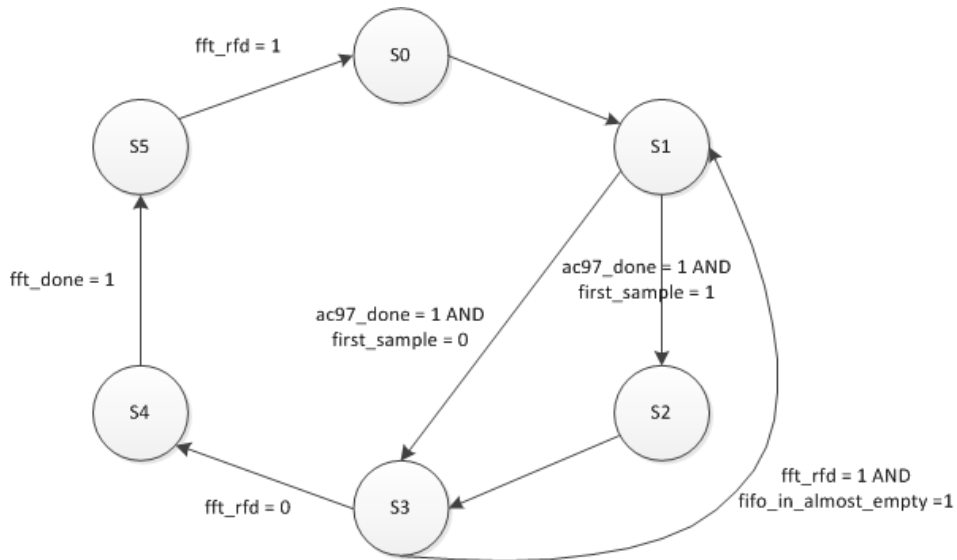 fft_rfd = 1
S0
S5
S1
fft_done = 1
ac97_done = 1 AND
first_sample = 1
ac97_done = 1 AND
first_sample = 0
S4
S2
fft_rfd = 0
S3
fft_rfd = 1 AND
fifo_in_almost_empty =1